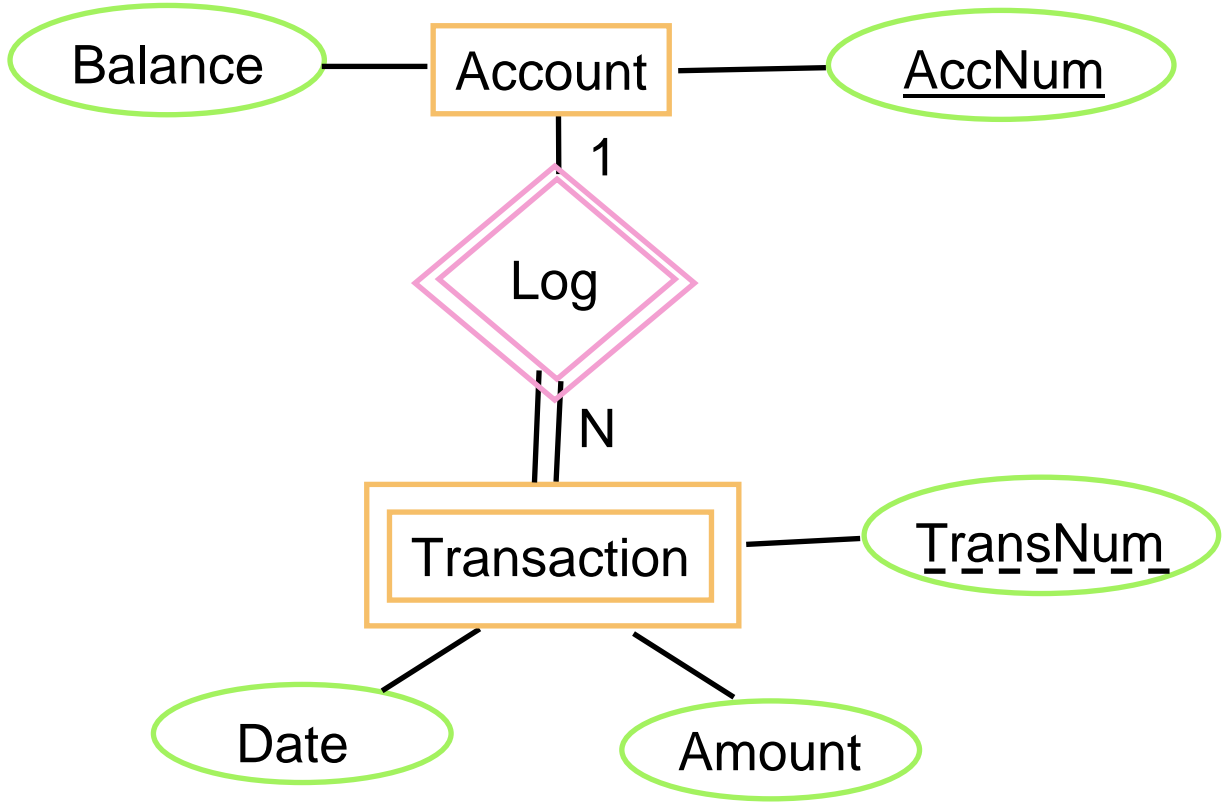 Balance
Account
AccNum
1
Log
N
Transaction
TransNum
Date
Amount